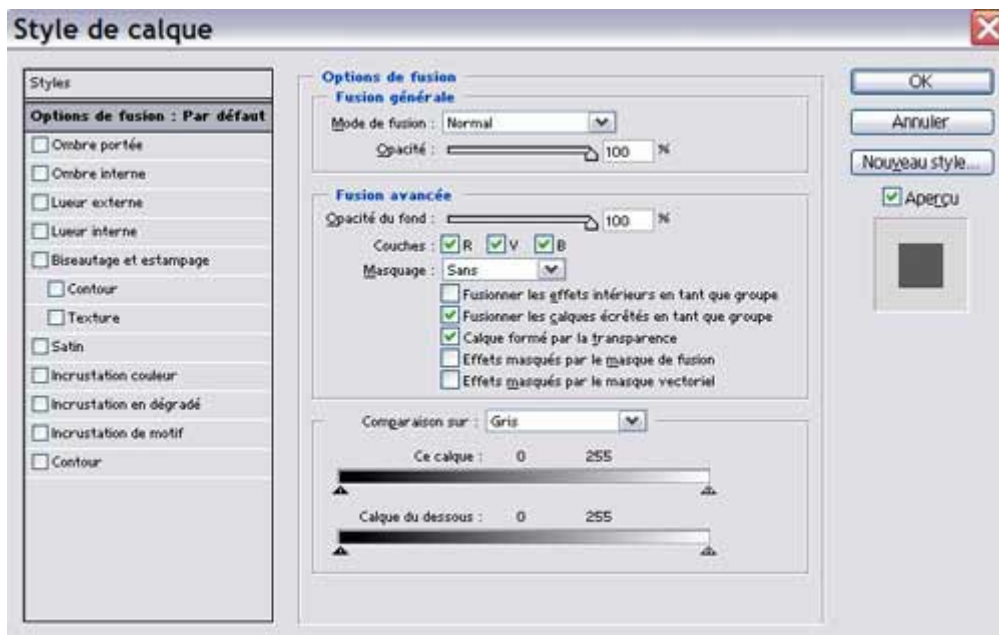 Style de calque
Styles
Options de fusion : Par défaut
Ombre portée
Ombre interne
Lueur externe
Lueur interne
Biseautage et estampage
Contour
Texture
Satin
Incrustation couleur
Incrustation en dégradé
Incrustation de motif
Contour
Options de fusion
Fusion générale
Mode de fusion : Normal
Opacité : 100 %
Fusion avancée
Opacité du fond : 100 %
Couches : R V B
Masquage : Sans
Fusionner les effets intérieurs en tant que groupe
Fusionner les calques écrêtés en tant que groupe
Calque formé par la transparence
Effets masqués par le masque de fusion
Effets masqués par le masque vectoriel
Comparaison sur : Gris
Ce calque : 0 255
Calque du dessous : 0 255
OK
Annuler
Nouveau style...
Aperçu